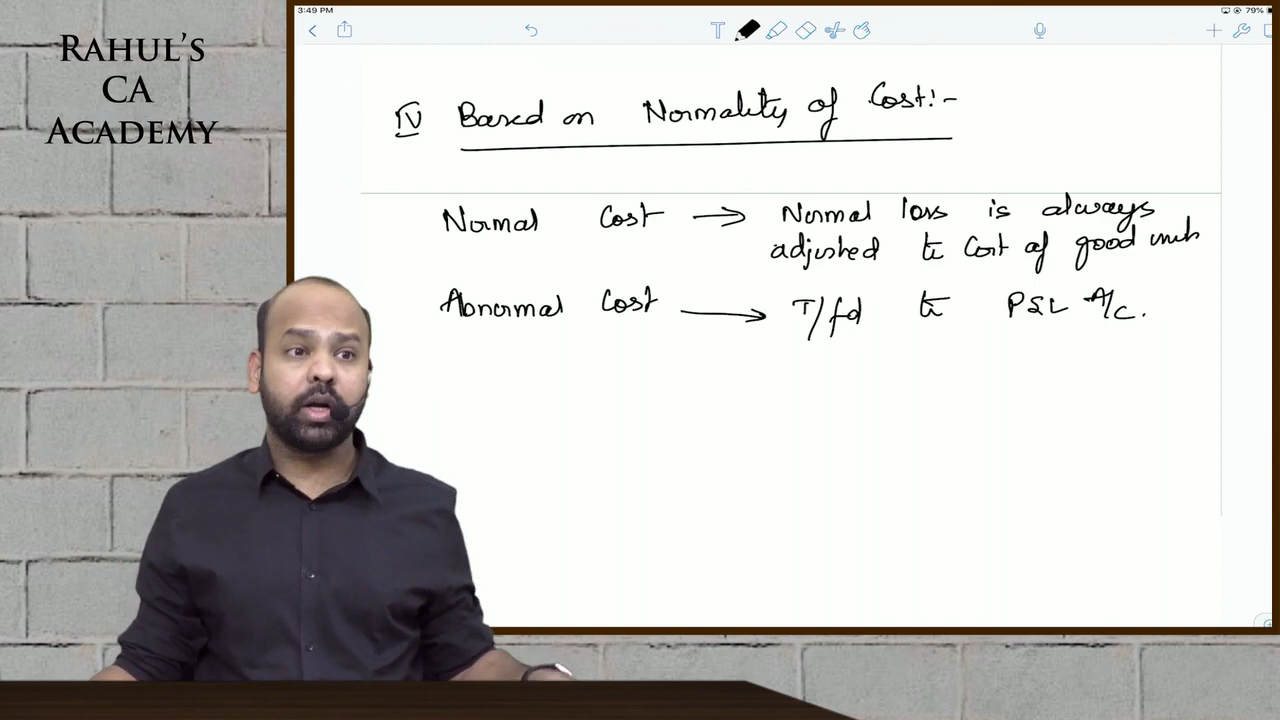 3:49 PM
79%
RAHUL'S
CA
ACADEMY
T
IV Based on Normality of Cost:-
Normal Cost → Normal loss is always
adjusted to Cost of good units
Abnormal Cost → T/fd to P&L A/C.